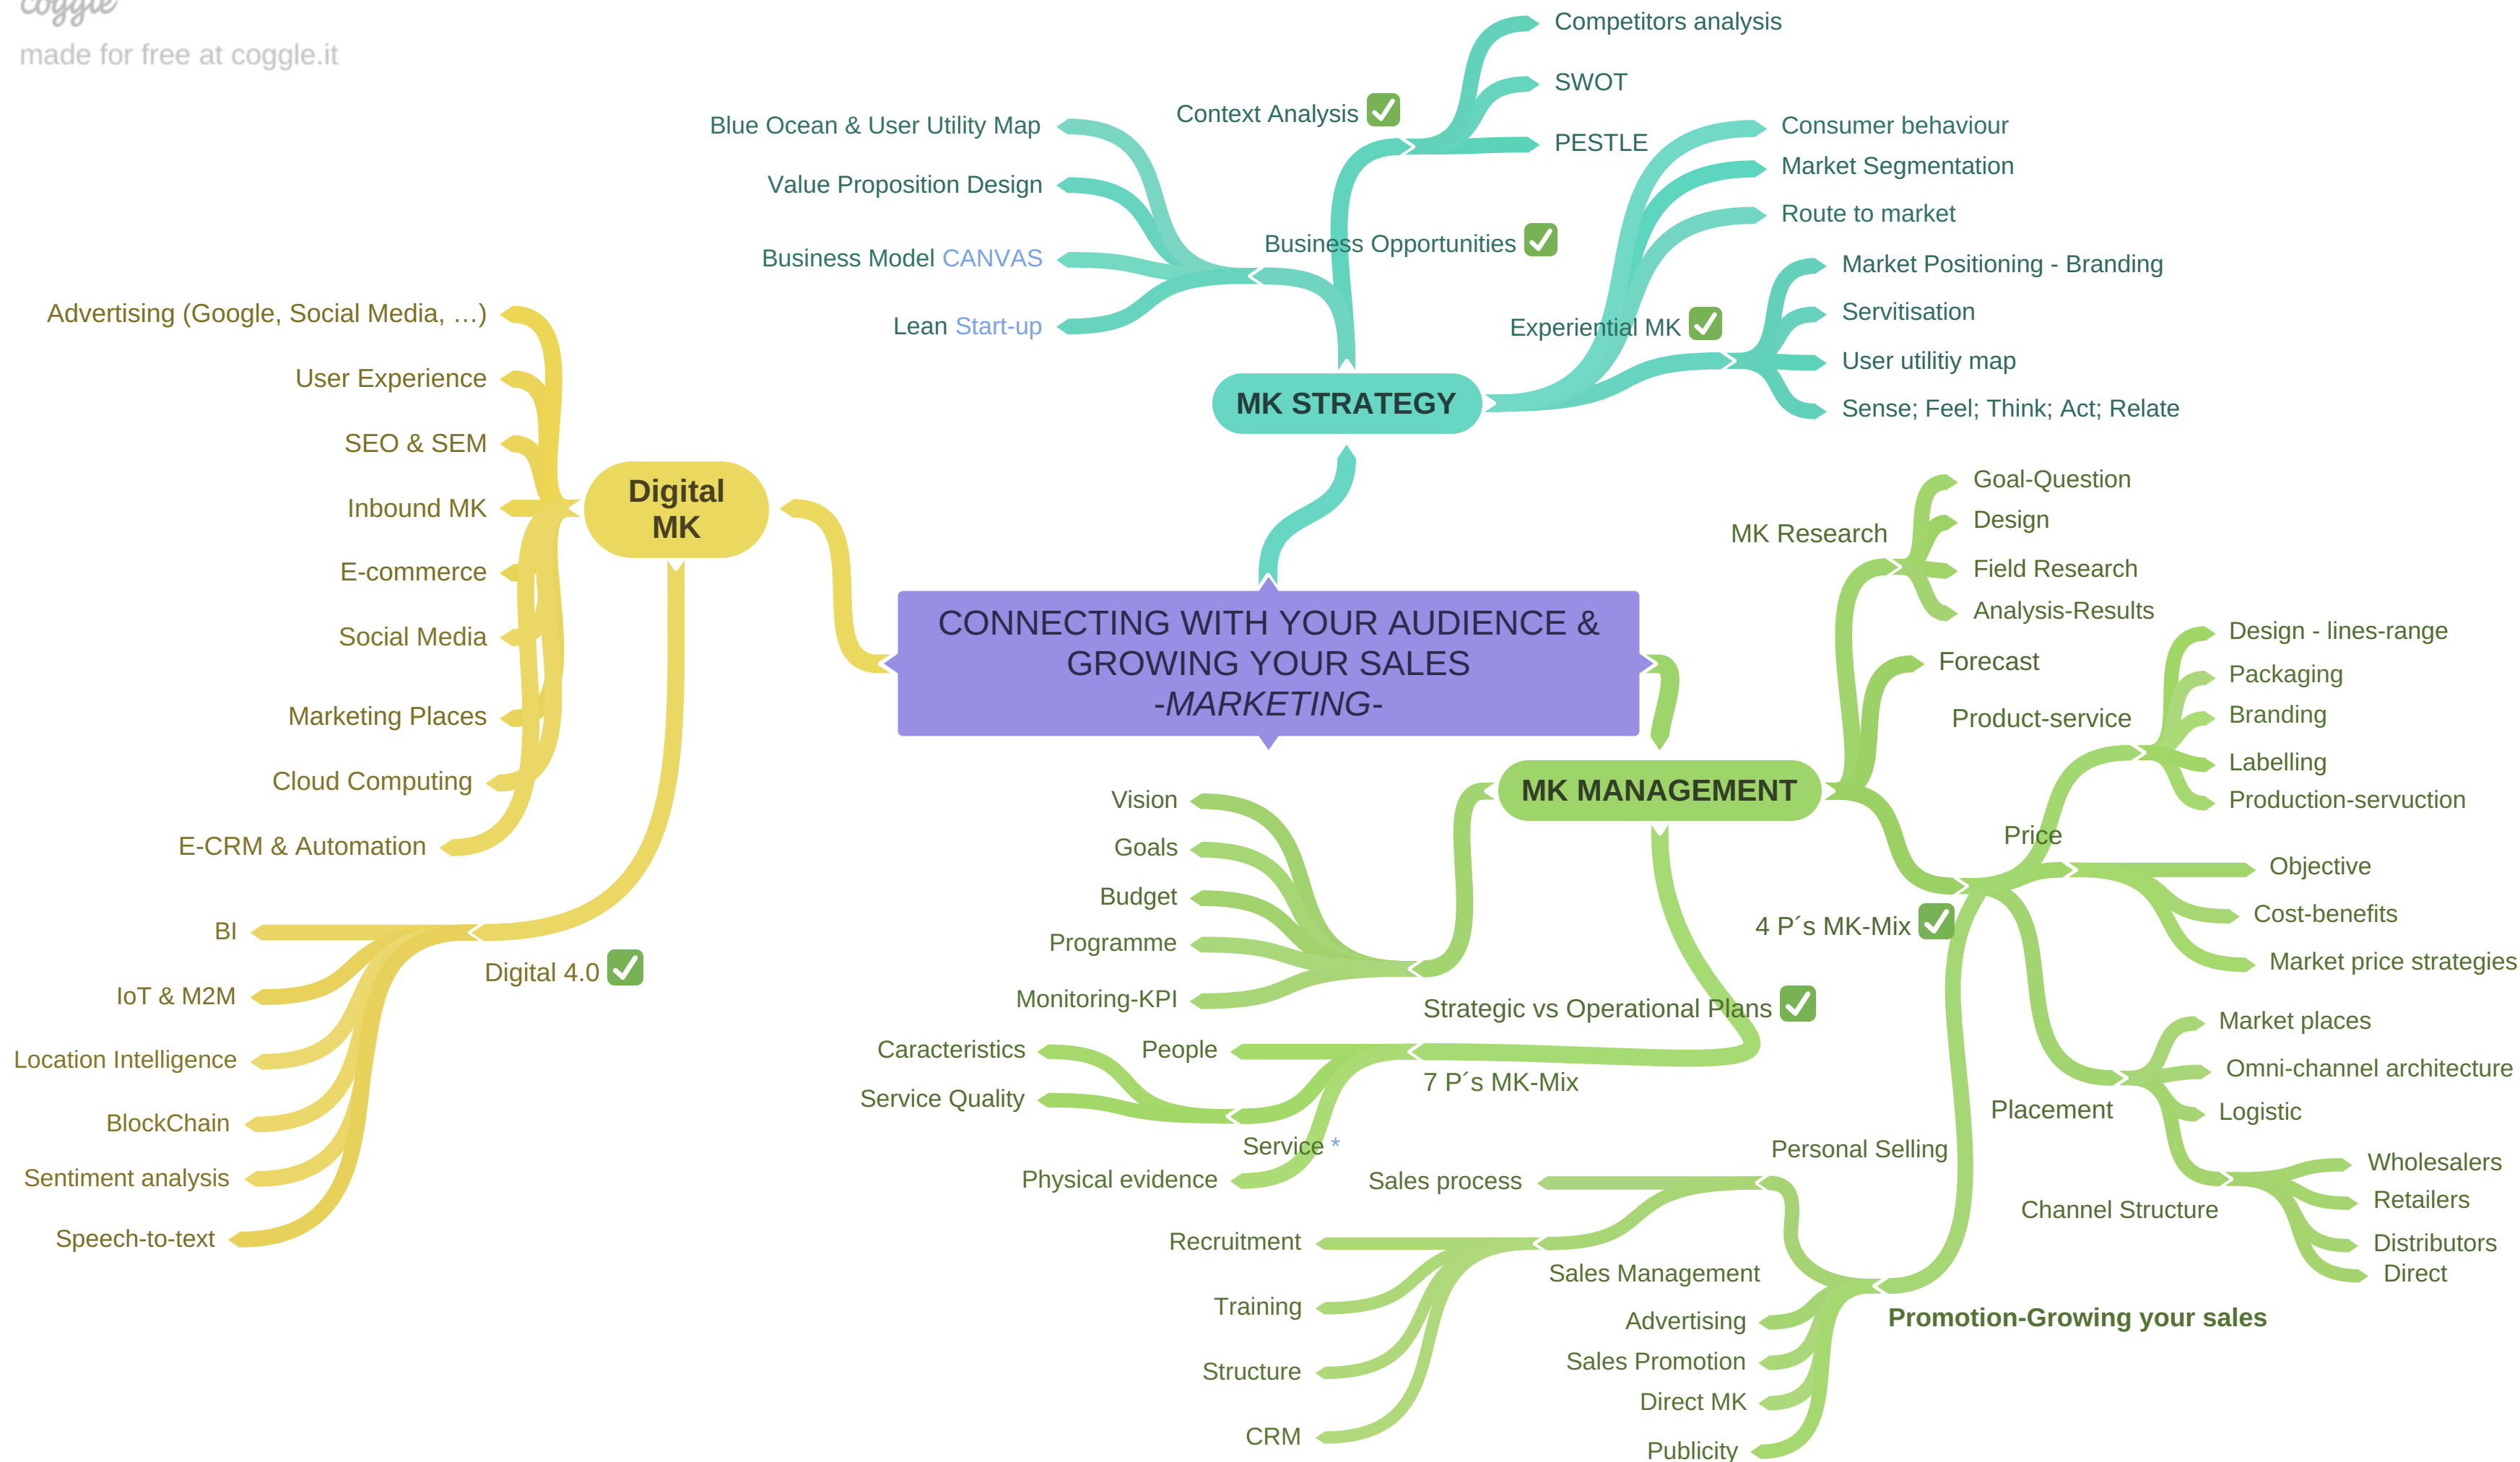 coggle
made for free at coggle.it
CONNECTING WITH YOUR AUDIENCE &
GROWING YOUR SALES
-MARKETING-
MK STRATEGY
Context Analysis ✅
Competitors analysis
SWOT
PESTLE
Business Opportunities ✅
Blue Ocean & User Utility Map
Value Proposition Design
Business Model CANVAS
Lean Start-up
Consumer behaviour
Market Segmentation
Route to market
Experiential MK ✅
Market Positioning - Branding
Servitisation
User utilitiy map
Sense; Feel; Think; Act; Relate
Digital
MK
Advertising (Google, Social Media, …)
User Experience
SEO & SEM
Inbound MK
E-commerce
Social Media
Marketing Places
Cloud Computing
E-CRM & Automation
Digital 4.0 ✅
BI
IoT & M2M
Location Intelligence
BlockChain
Sentiment analysis
Speech-to-text
MK MANAGEMENT
MK Research
Goal-Question
Design
Field Research
Analysis-Results
Forecast
4 P´s MK-Mix ✅
Product-service
Design - lines-range
Packaging
Branding
Labelling
Production-servuction
Price
Objective
Cost-benefits
Market price strategies
Placement
Market places
Omni-channel architecture
Logistic
Channel Structure
Wholesalers
Retailers
Distributors
Direct
Promotion-Growing your sales
Personal Selling
Sales process
Sales Management
Recruitment
Training
Structure
CRM
Advertising
Sales Promotion
Direct MK
Publicity
Strategic vs Operational Plans ✅
Vision
Goals
Budget
Programme
Monitoring-KPI
7 P´s MK-Mix
People
Service *
Caracteristics
Service Quality
Physical evidence